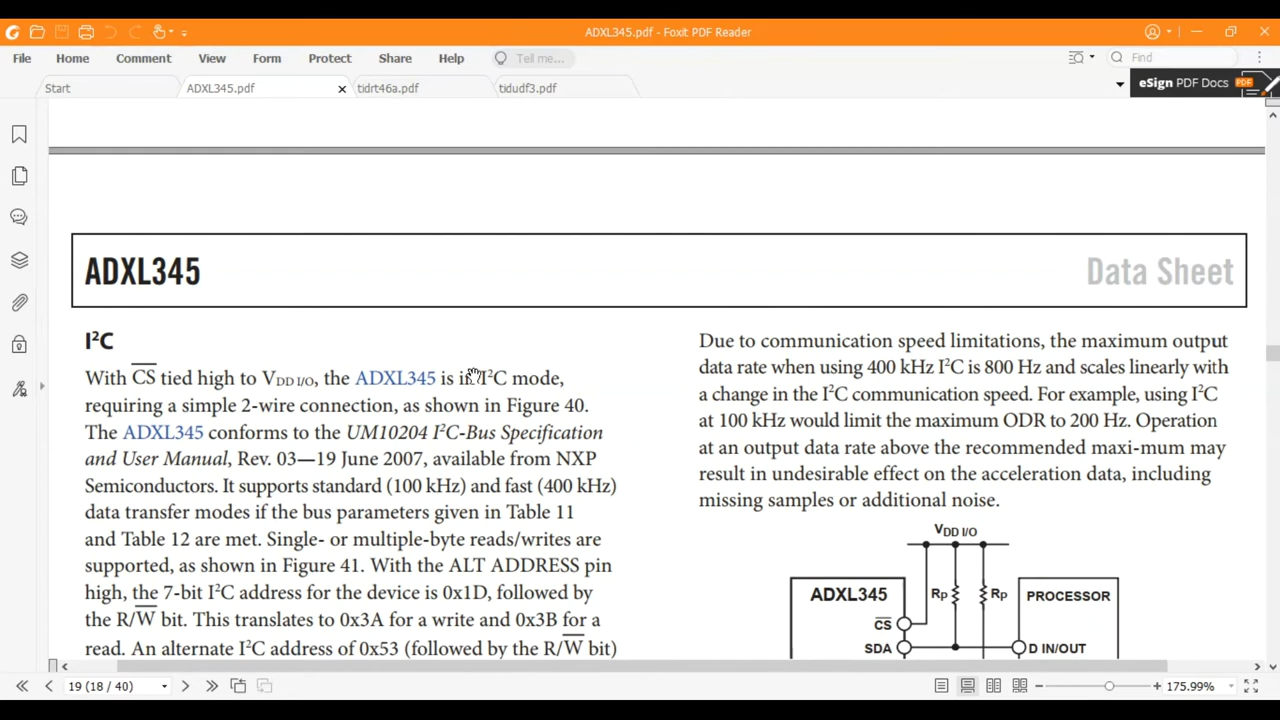 ADXL345.pdf - Foxit PDF Reader
File Home Comment View Form Protect Share Help Tell me... Find
Start ADXL345.pdf tidrt46a.pdf tidudf3.pdf eSign PDF Docs PDF
ADXL345 Data Sheet
I²C
With C̅S̅ tied high to VDD I/O, the ADXL345 is in I²C mode,
requiring a simple 2-wire connection, as shown in Figure 40.
The ADXL345 conforms to the UM10204 I²C-Bus Specification
and User Manual, Rev. 03—19 June 2007, available from NXP
Semiconductors. It supports standard (100 kHz) and fast (400 kHz)
data transfer modes if the bus parameters given in Table 11
and Table 12 are met. Single- or multiple-byte reads/writes are
supported, as shown in Figure 41. With the ALT ADDRESS pin
high, the 7-bit I²C address for the device is 0x1D, followed by
the R/W̅ bit. This translates to 0x3A for a write and 0x3B for a
read. An alternate I²C address of 0x53 (followed by the R/W̅ bit)
Due to communication speed limitations, the maximum output
data rate when using 400 kHz I²C is 800 Hz and scales linearly with
a change in the I²C communication speed. For example, using I²C
at 100 kHz would limit the maximum ODR to 200 Hz. Operation
at an output data rate above the recommended maxi-mum may
result in undesirable effect on the acceleration data, including
missing samples or additional noise.
VDD I/O
ADXL345 RP RP PROCESSOR
C̅S̅
SDA D IN/OUT
19 (18 / 40) 175.99%